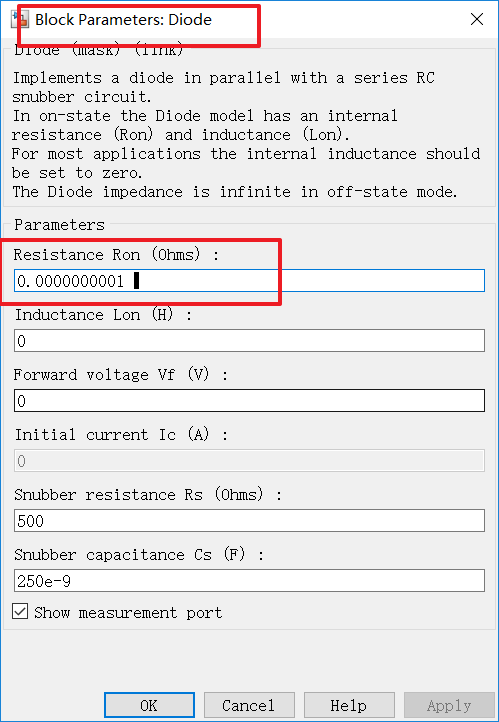 Block Parameters: Diode
Diode (mask) (link)
Implements a diode in parallel with a series RC
snubber circuit.
In on-state the Diode model has an internal
resistance (Ron) and inductance (Lon).
For most applications the internal inductance should
be set to zero.
The Diode impedance is infinite in off-state mode.
Parameters
Resistance Ron (Ohms) :
0.0000000001
Inductance Lon (H) :
0
Forward voltage Vf (V) :
0
Initial current Ic (A) :
0
Snubber resistance Rs (Ohms) :
500
Snubber capacitance Cs (F) :
250e-9
Show measurement port
OK Cancel Help Apply